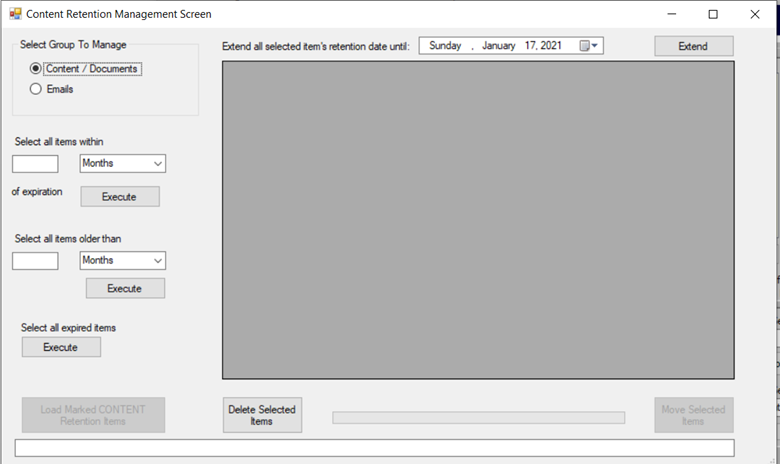 Content Retention Management Screen
Select Group To Manage
Content / Documents
Emails
Extend all selected item's retention date until:
Sunday , January 17, 2021
Extend
Select all items within
Months
of expiration
Execute
Select all items older than
Months
Execute
Select all expired items
Execute
Load Marked CONTENT
Retention Items
Delete Selected
Items
Move Selected
Items